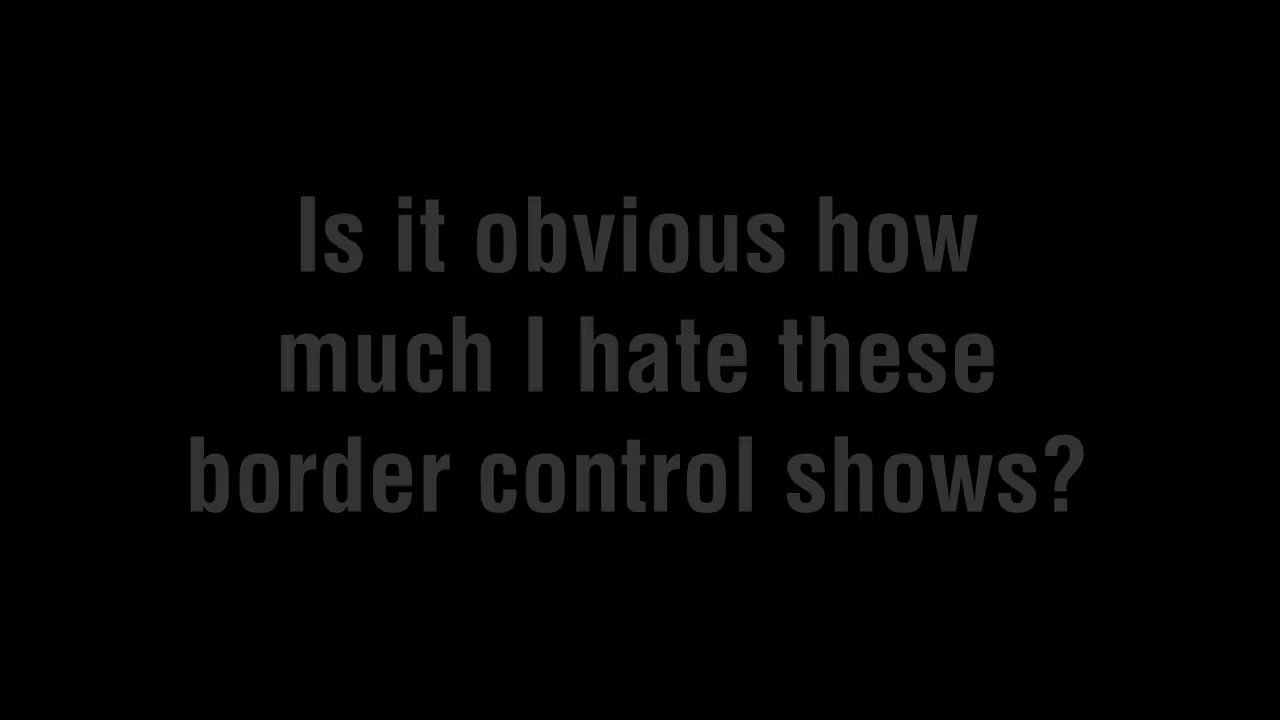 Is it obvious how
much I hate these
border control shows?